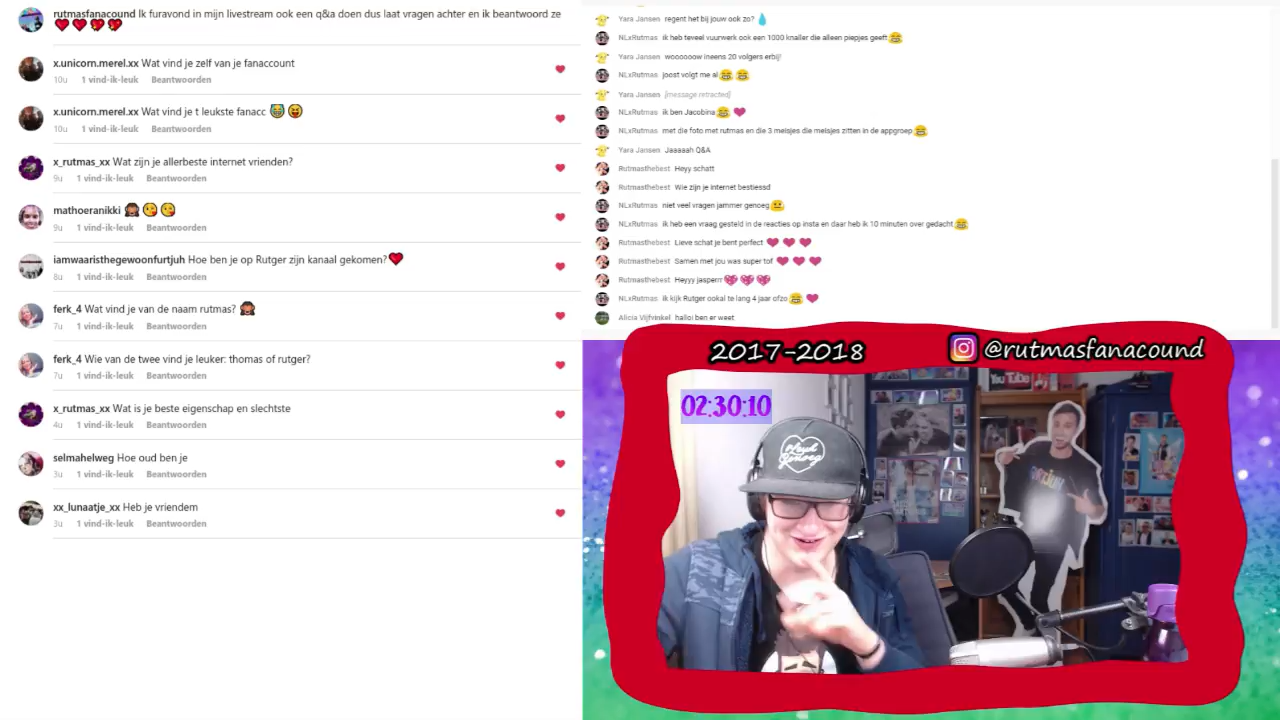 rutmasfanacound Ik furavond in mijn livestream ook een q&a doen dus laat vragen achter en ik beantwoord ze
❤️❤️💖💖
x.unicorn.merel.xx Wat vind je zelf van je fanaccount
10u 1 vind-ik-leuk Beantwoorden
x.unicorn.merel.xx Wat vind je t leukste fanacc
10u 1 vind-ik-leuk Beantwoorden
x_rutmas_xx Wat zijn je allerbeste internet vrienden?
9u 1 vind-ik-leuk Beantwoorden
mathoeranikki 🙊😘😘
9u 1 vind-ik-leuk Beantwoorden
iamwaaristhegewoonfurtjuh Hoe ben je op Rutger zijn kanaal gekomen?❤️
8u 1 vind-ik-leuk Beantwoorden
ferk_4 Wat vind je van de naam rutmas? 🙊
7u 1 vind-ik-leuk Beantwoorden
ferk_4 Wie van de twee vind je leuker: thomas of rutger?
7u 1 vind-ik-leuk Beantwoorden
x_rutmas_xx Wat is je beste eigenschap en slechtste
4u 1 vind-ik-leuk Beantwoorden
selmahelweg Hoe oud ben je
3u 1 vind-ik-leuk Beantwoorden
xx_lunaatje_xx Heb je vriendem
3u 1 vind-ik-leuk Beantwoorden
Yara Jansen regent het bij jouw ook zo? 💧
NLxRutmas ik heb teveel vuurwerk ook een 1000 knaller die alleen piepjes geeft😂
Yara Jansen wooooooow ineens 20 volgers erbij!
NLxRutmas joost volgt me al😂😂
Yara Jansen [message retracted]
NLxRutmas ik ben Jacobina😂❤
NLxRutmas met die foto met rutmas en die 3 meisjes die meisjes zitten in de appgroep😂
Yara Jansen Jaaaaah Q&A
Rutmasthebest Heyy schatt
Rutmasthebest Wie zijn je internet bestiessd
NLxRutmas niet veel vragen jammer genoeg😐
NLxRutmas ik heb een vraag gesteld in de reacties op insta en daar heb ik 10 minuten over gedacht😂
Rutmasthebest Lieve schat je bent perfect ❤❤❤
Rutmasthebest Samen met jou was super tof ❤❤❤
Rutmasthebest Heyyy jasperrr💖💖💖
NLxRutmas ik kijk Rutger ookal te lang 4 jaar ofzo😂❤
Alicia Vijfvinkel halloi ben er weet
2017-2018
@rutmasfanacound
02:30:10
You Tube